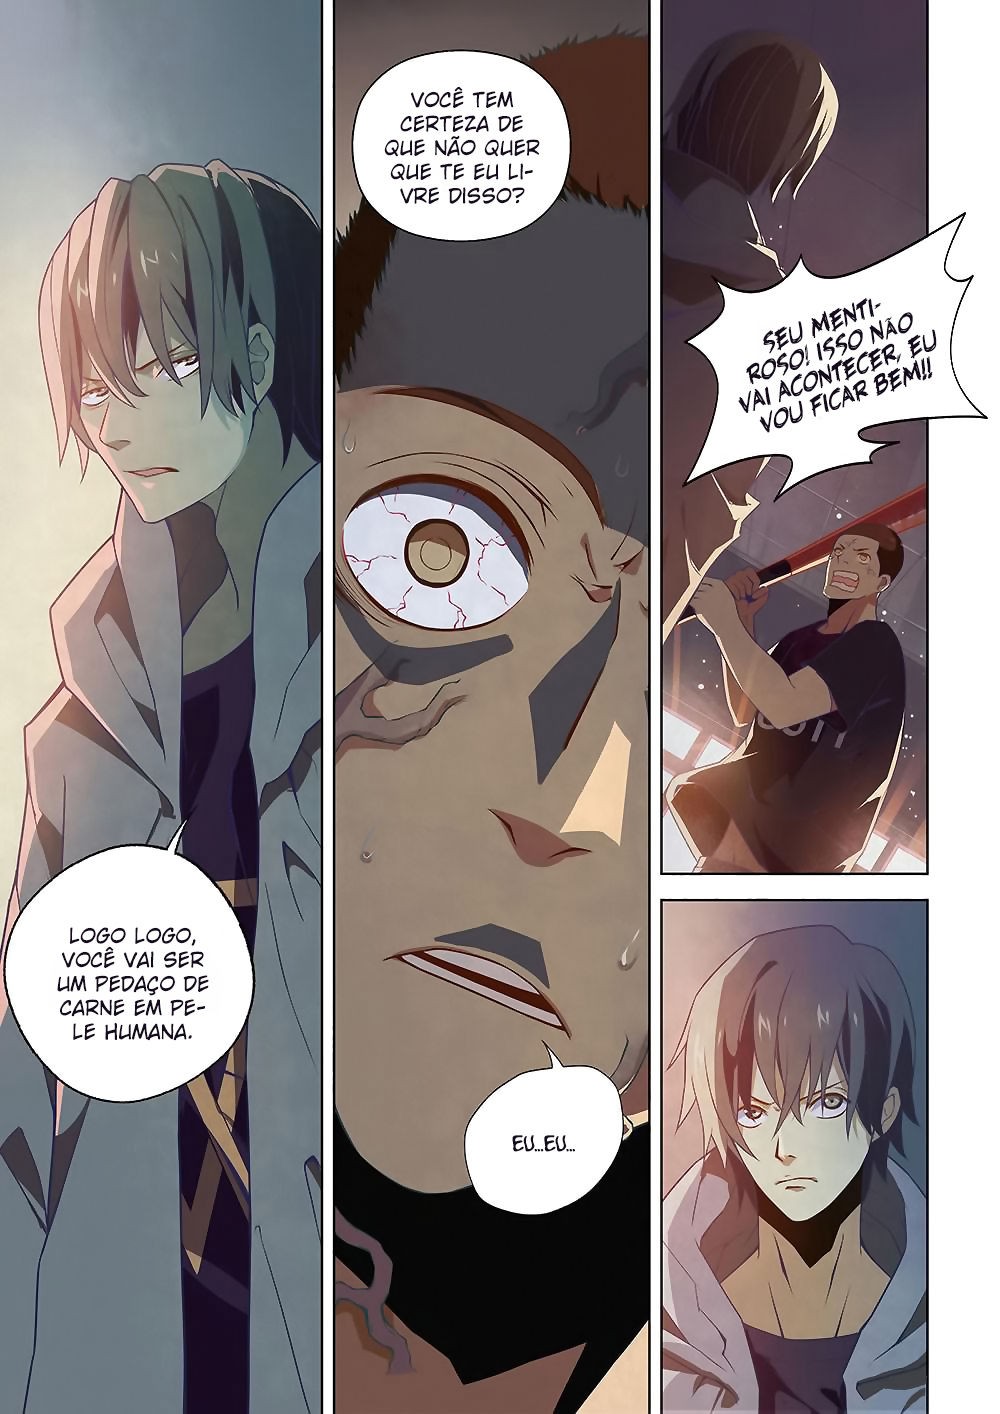 LOGO LOGO,
VOCÊ VAI SER
UM PEDAÇO DE
CARNE EM PE-
LE HUMANA.
VOCÊ TEM
CERTEZA DE
QUE NÃO QUER
QUE TE EU LI-
VRE DISSO?
EU...EU...
SEU MENTI-
ROSO! ISSO NÃO
VAI ACONTECER, EU
VOU FICAR BEM!!